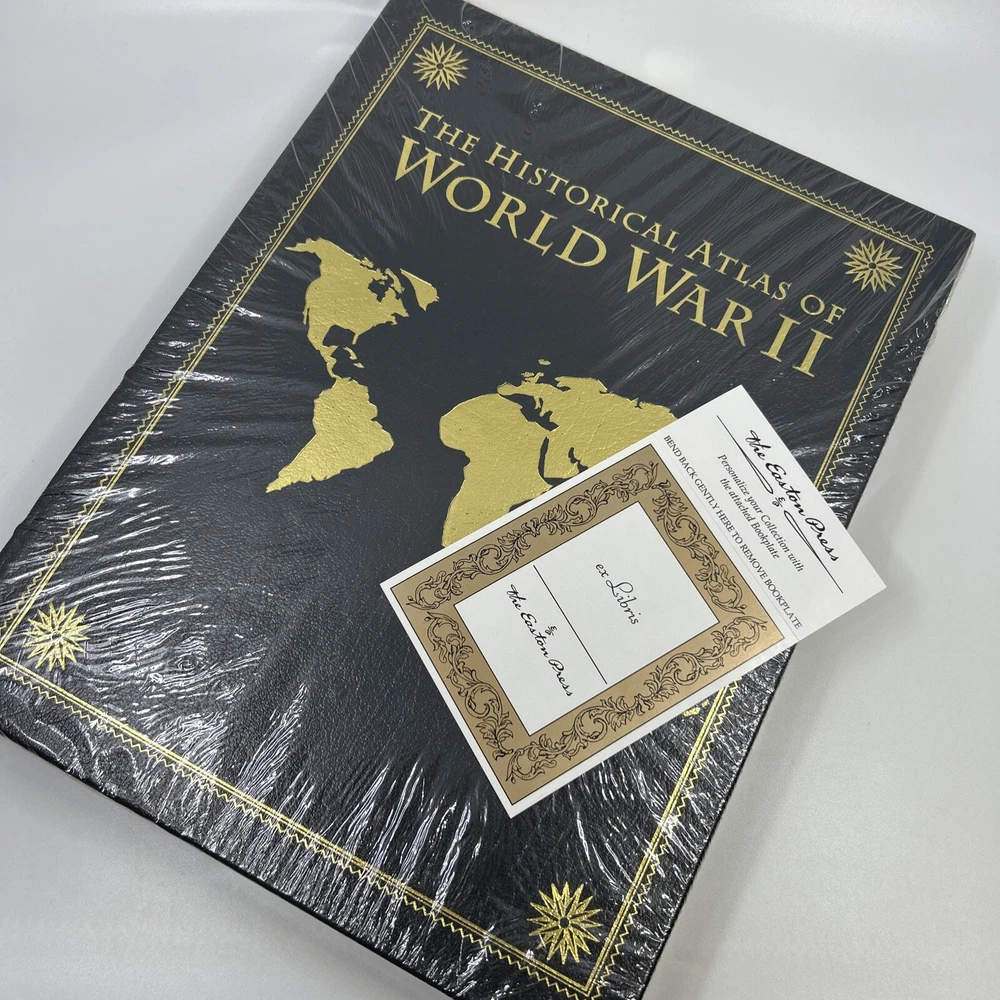 THE HISTORICAL ATLAS OF
WORLD WAR II
The Easton Press
Personalize your Collection with
the attached Bookplate
BEND BACK GENTLY HERE TO REMOVE BOOKPLATE
ex Libris
The Easton Press